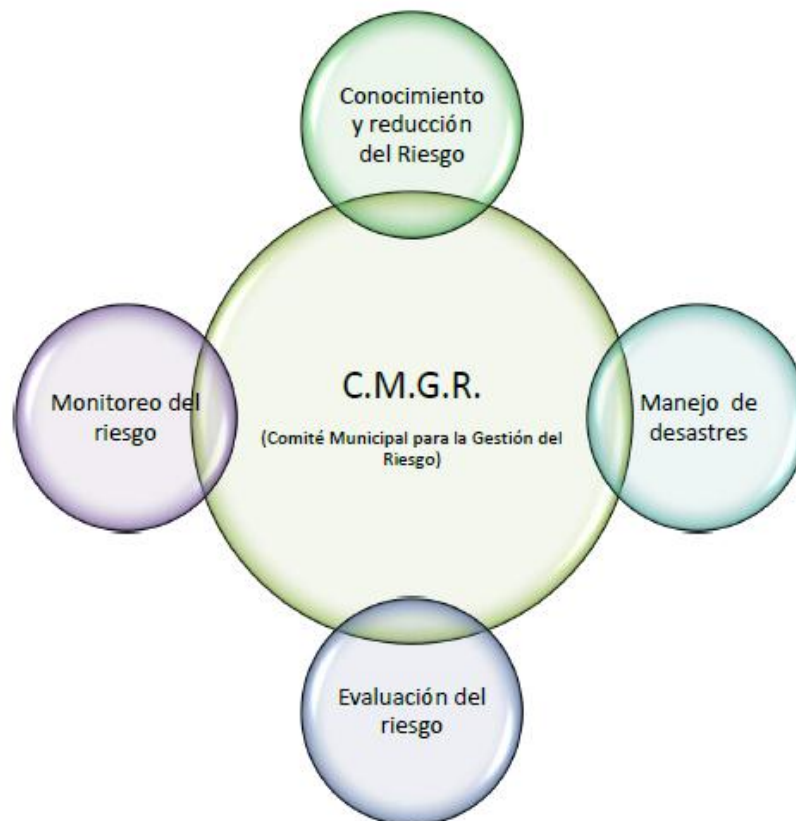 Conocimiento
y reducción
del Riesgo
C.M.G.R.
(Comité Municipal para la Gestión del
Riesgo)
Monitoreo del
riesgo
Manejo de
desastres
Evaluación del
riesgo